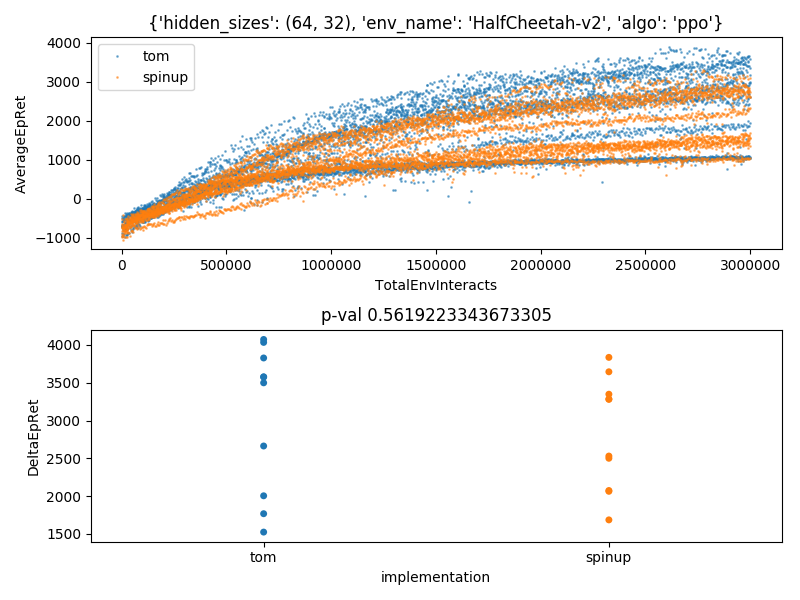 {'hidden_sizes': (64, 32), 'env_name': 'HalfCheetah-v2', 'algo': 'ppo'}
4000
3000
2000
1000
0
−1000
AverageEpRet
tom
spinup
0 500000 1000000 1500000 2000000 2500000 3000000
TotalEnvInteracts
p-val 0.5619223343673305
4000
3500
3000
2500
2000
1500
DeltaEpRet
tom spinup
implementation